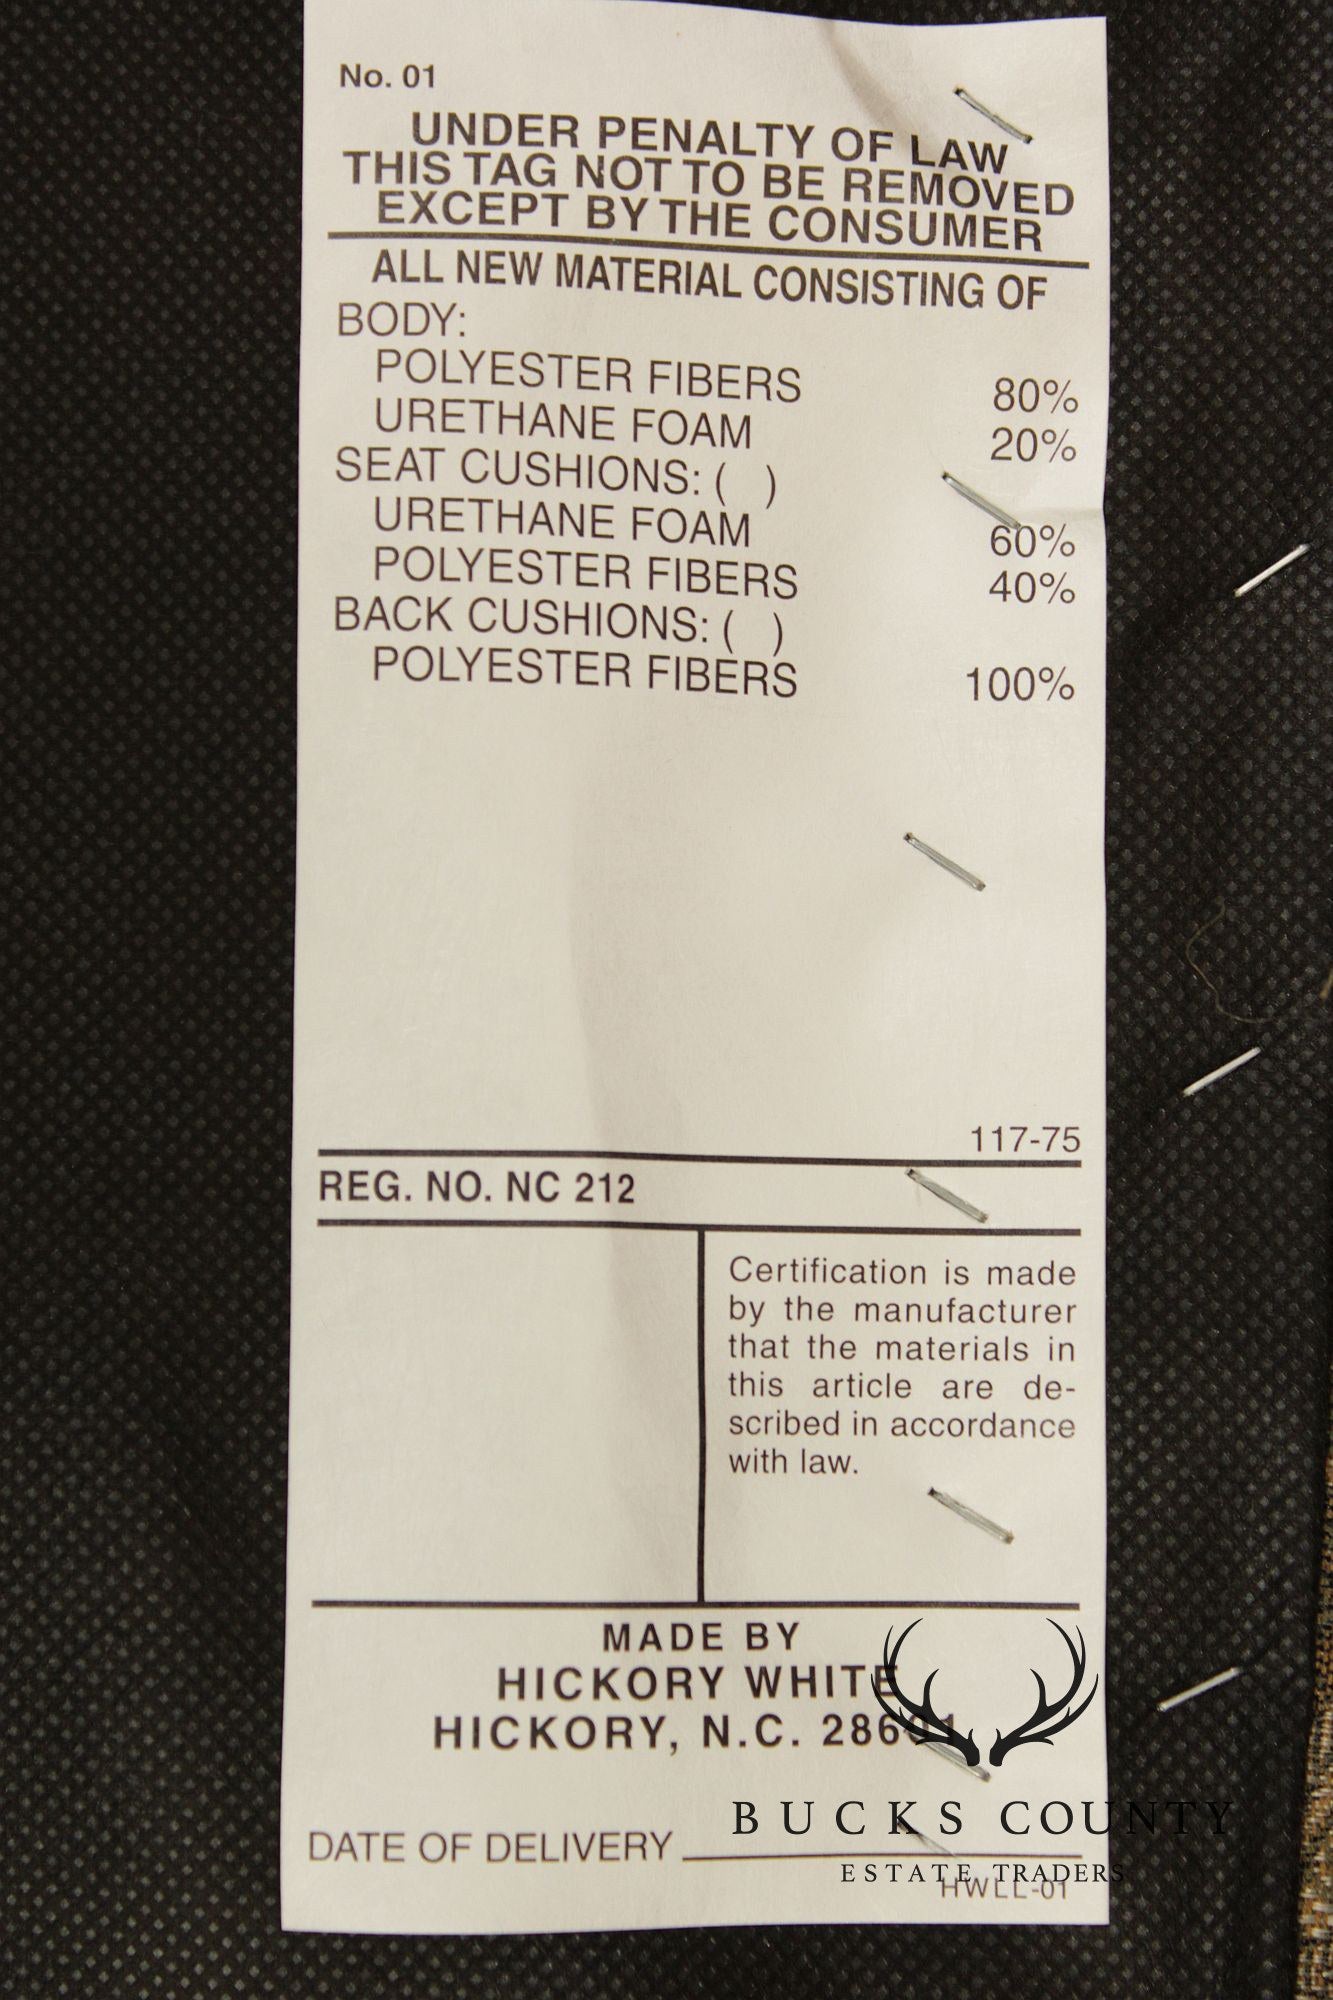 No. 01
UNDER PENALTY OF LAW
THIS TAG NOT TO BE REMOVED
EXCEPT BY THE CONSUMER
ALL NEW MATERIAL CONSISTING OF
BODY:
POLYESTER FIBERS 80%
URETHANE FOAM 20%
SEAT CUSHIONS: ( )
URETHANE FOAM 60%
POLYESTER FIBERS 40%
BACK CUSHIONS: ( )
POLYESTER FIBERS 100%
117-75
REG. NO. NC 212
Certification is made
by the manufacturer
that the materials in
this article are de-
scribed in accordance
with law.
MADE BY
HICKORY WHITE
HICKORY, N.C. 28601
BUCKS COUNTY
DATE OF DELIVERY
ESTATE TRADERS
HWLL-01